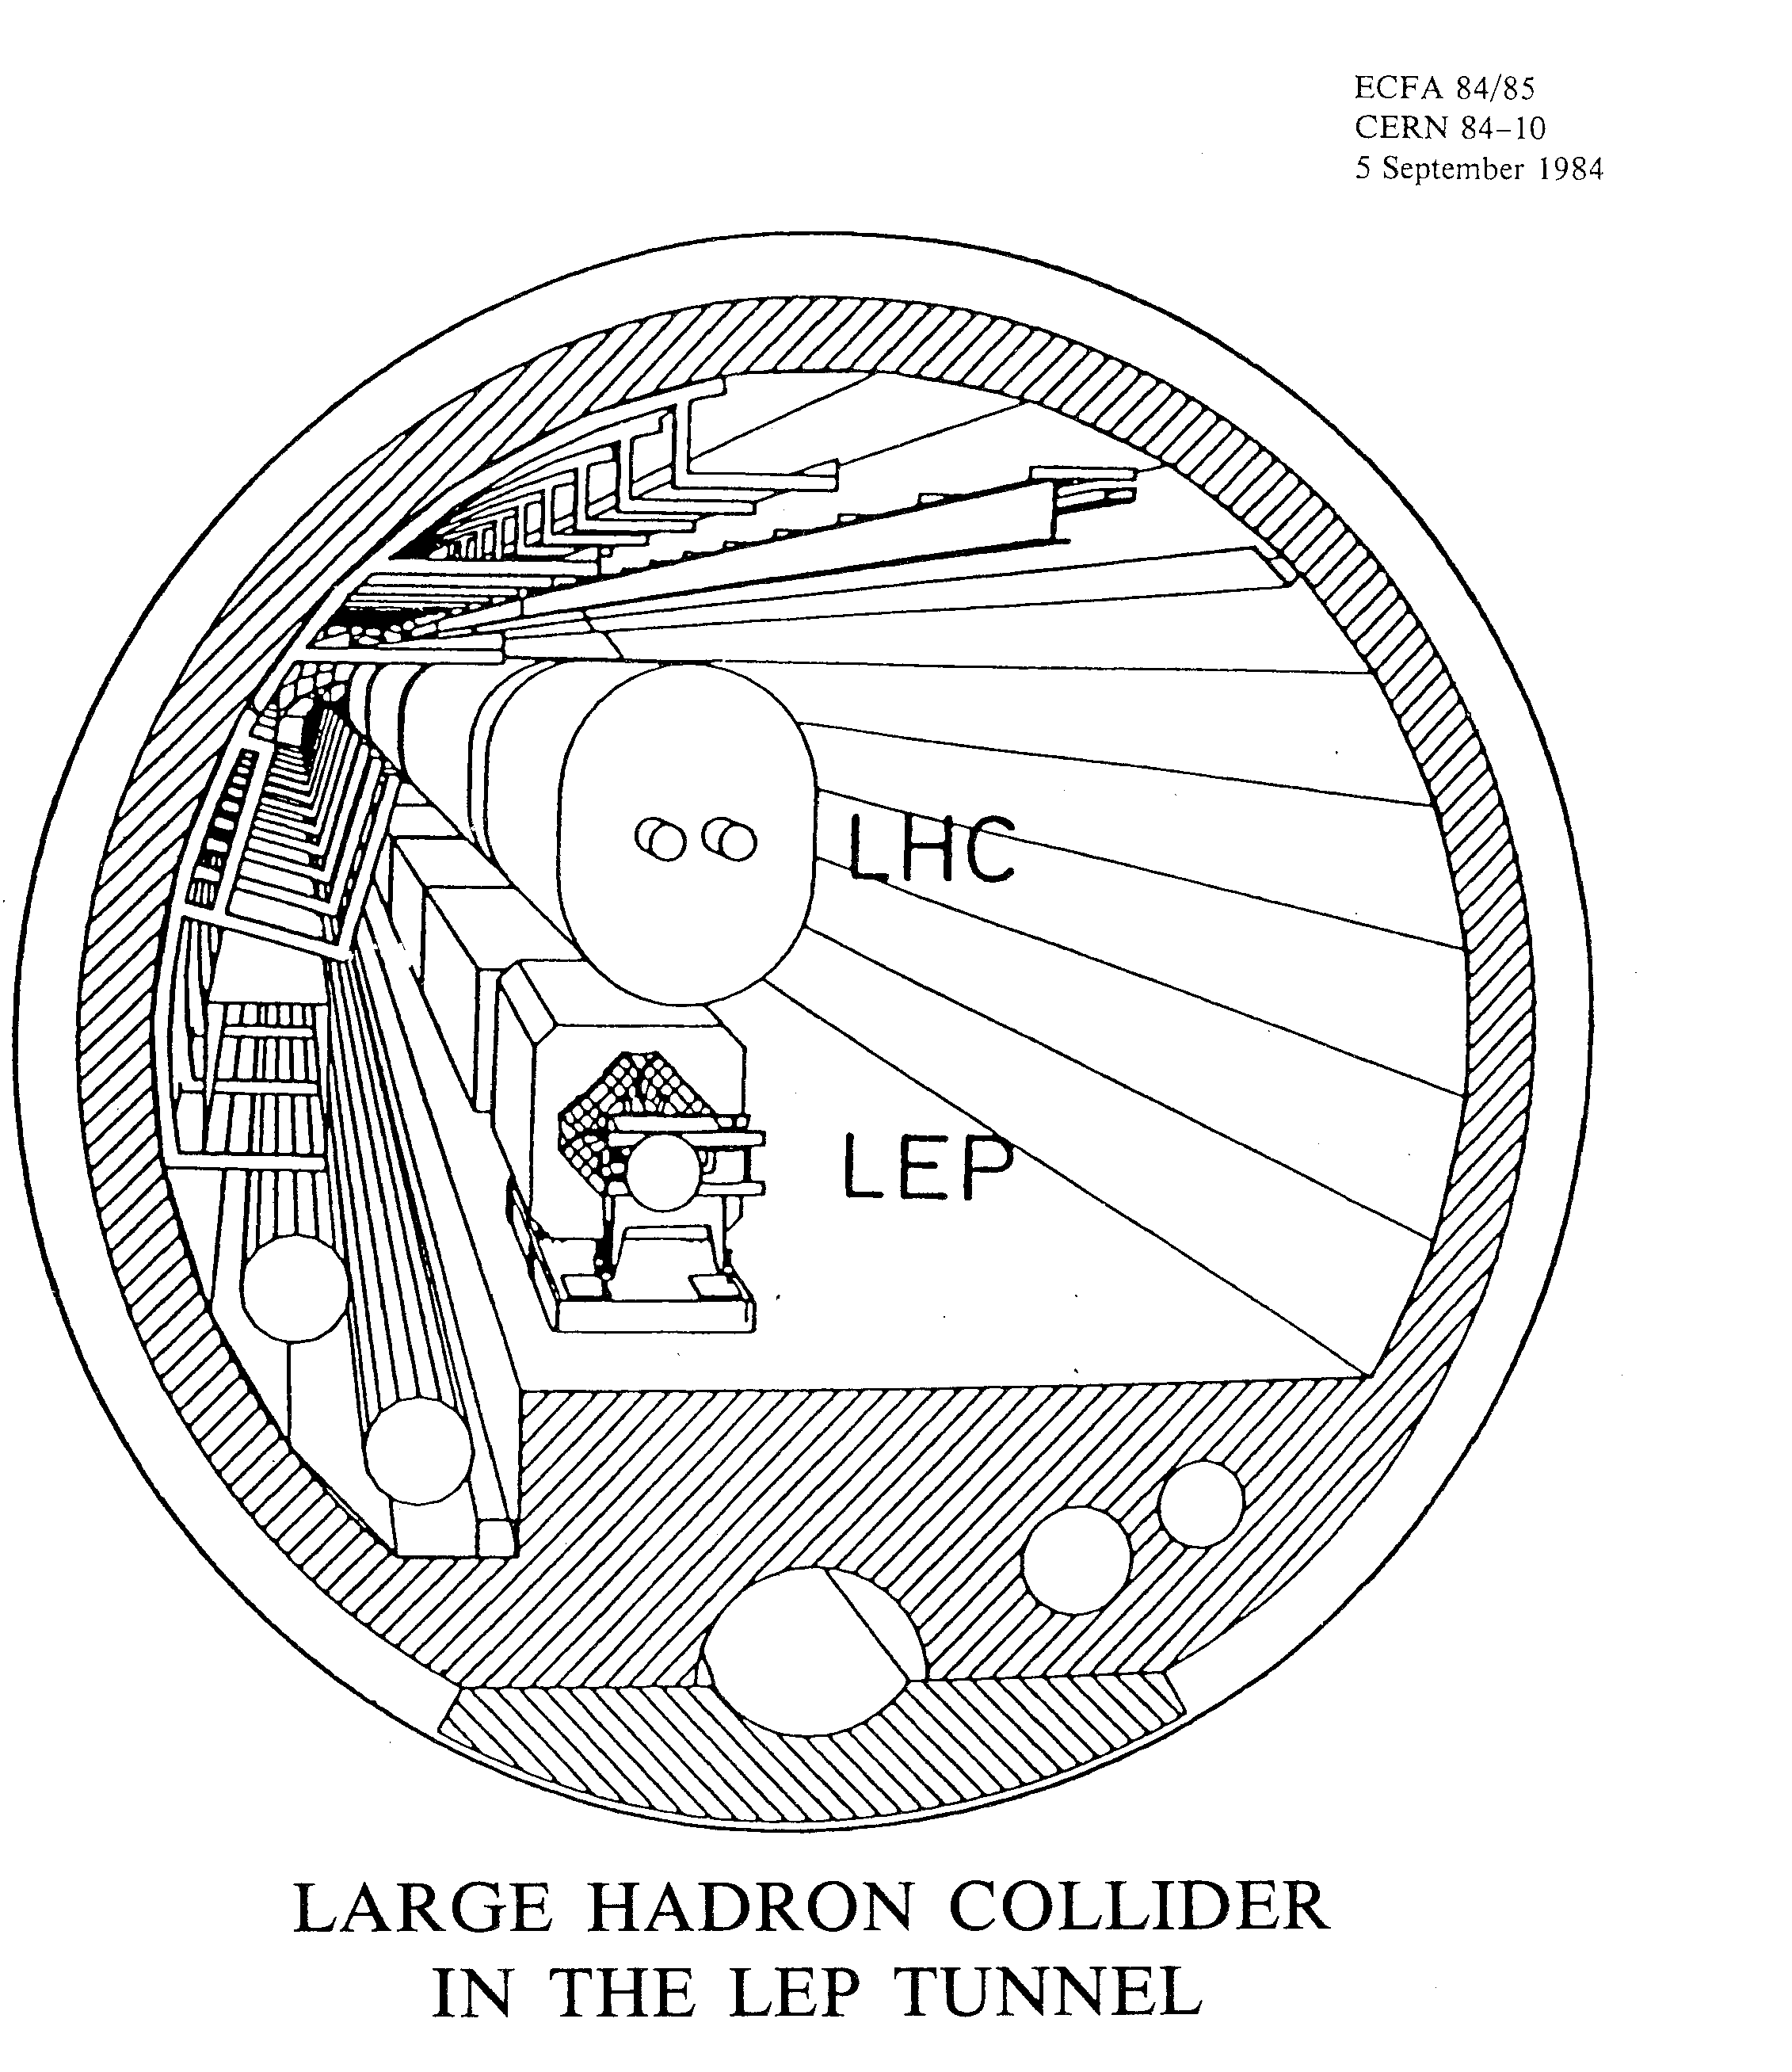 ECFA 84/85
CERN 84–10
5 September 1984
LHC
LEP
LARGE HADRON COLLIDER
IN THE LEP TUNNEL